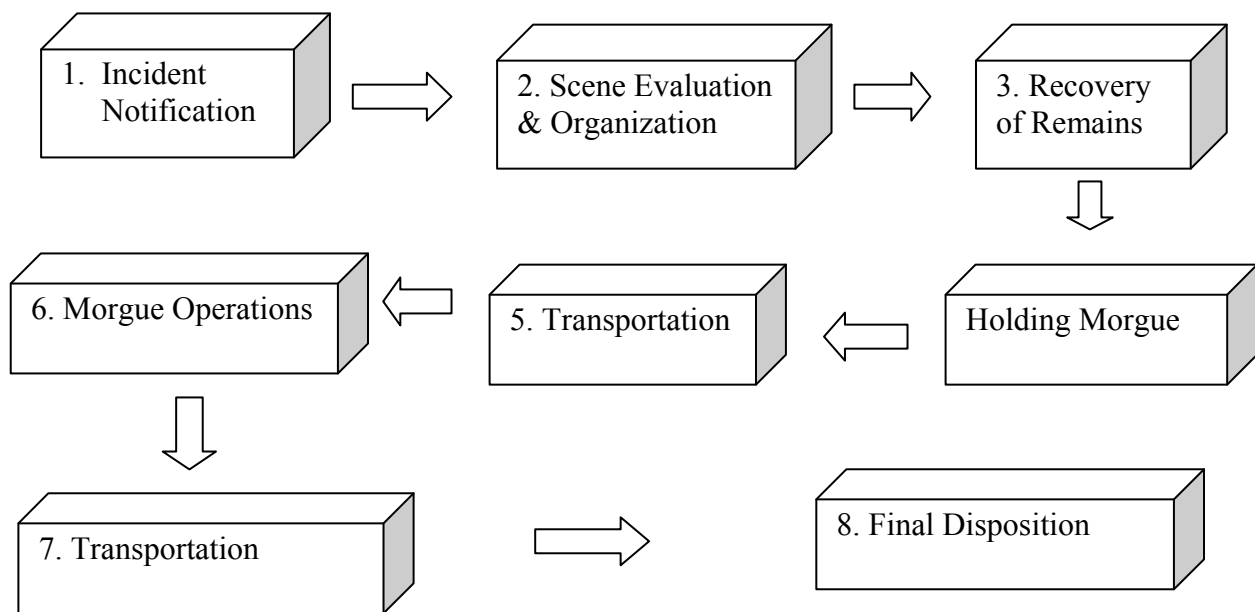 1. Incident
Notification
2. Scene Evaluation
& Organization
3. Recovery
of Remains
Holding Morgue
5. Transportation
6. Morgue Operations
7. Transportation
8. Final Disposition